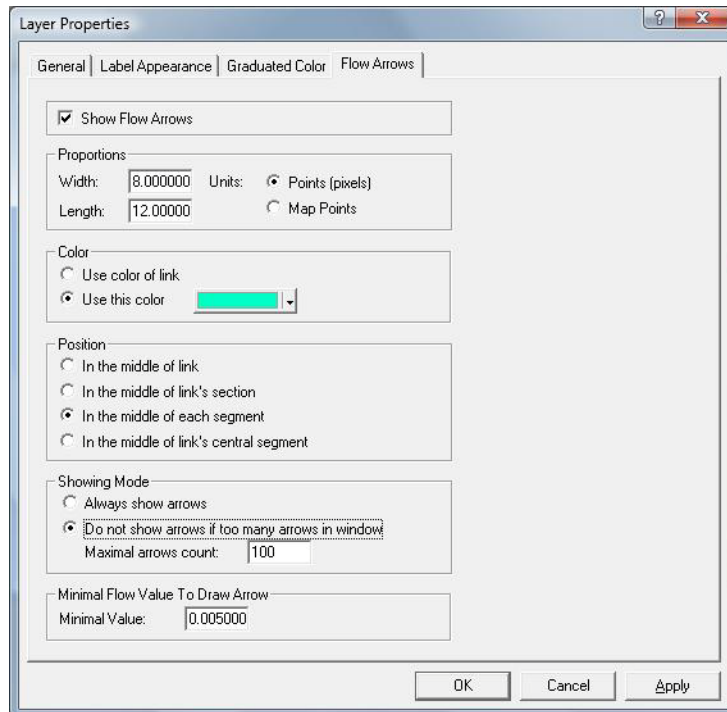 Layer Properties
General Label Appearance Graduated Color Flow Arrows
Show Flow Arrows
Proportions
Width: 8.000000 Units: Points (pixels)
Length: 12.00000 Map Points
Color
Use color of link
Use this color
Position
In the middle of link
In the middle of link's section
In the middle of each segment
In the middle of link's central segment
Showing Mode
Always show arrows
Do not show arrows if too many arrows in window
Maximal arrows count: 100
Minimal Flow Value To Draw Arrow
Minimal Value: 0.005000
OK Cancel Apply